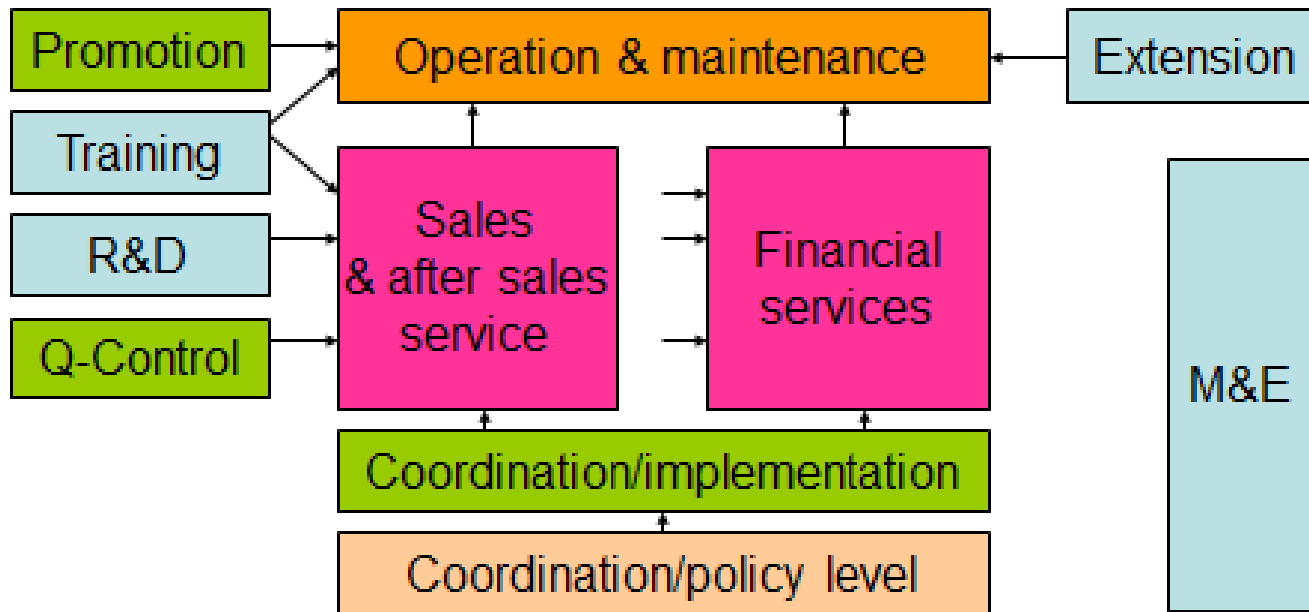 Promotion
Operation & maintenance
Extension
Training
R&D
Q-Control
Sales
& after sales
service
Financial
services
M&E
Coordination/implementation
Coordination/policy level